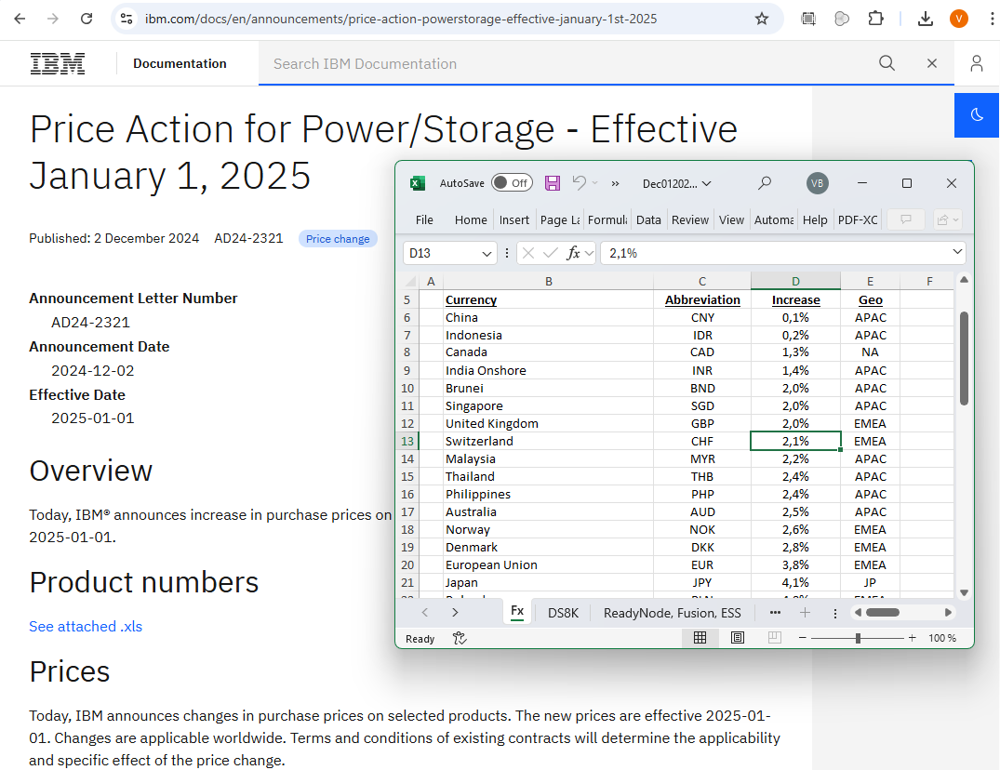 ibm.com/docs/en/announcements/price-action-powerstorage-effective-january-1st-2025
V
IBM
Documentation
Search IBM Documentation
Price Action for Power/Storage - Effective
January 1, 2025
Published: 2 December 2024 AD24-2321 Price change
Announcement Letter Number
AD24-2321
Announcement Date
2024-12-02
Effective Date
2025-01-01
Overview
Today, IBM® announces increase in purchase prices on
2025-01-01.
Product numbers
See attached .xls
Prices
Today, IBM announces changes in purchase prices on selected products. The new prices are effective 2025-01-
01. Changes are applicable worldwide. Terms and conditions of existing contracts will determine the applicability
and specific effect of the price change.
AutoSave Off » Dec01202... VB
File Home Insert Page La Formula Data Review View Automa Help PDF-XC
D13 fx 2,1%
A B C D E F
5 Currency Abbreviation Increase Geo
6 China CNY 0,1% APAC
7 Indonesia IDR 0,2% APAC
8 Canada CAD 1,3% NA
9 India Onshore INR 1,4% APAC
10 Brunei BND 2,0% APAC
11 Singapore SGD 2,0% APAC
12 United Kingdom GBP 2,0% EMEA
13 Switzerland CHF 2,1% EMEA
14 Malaysia MYR 2,2% APAC
15 Thailand THB 2,4% APAC
16 Philippines PHP 2,4% APAC
17 Australia AUD 2,5% APAC
18 Norway NOK 2,6% EMEA
19 Denmark DKK 2,8% EMEA
20 European Union EUR 3,8% EMEA
21 Japan JPY 4,1% JP
Fx DS8K ReadyNode, Fusion, ESS ...
Ready 100 %